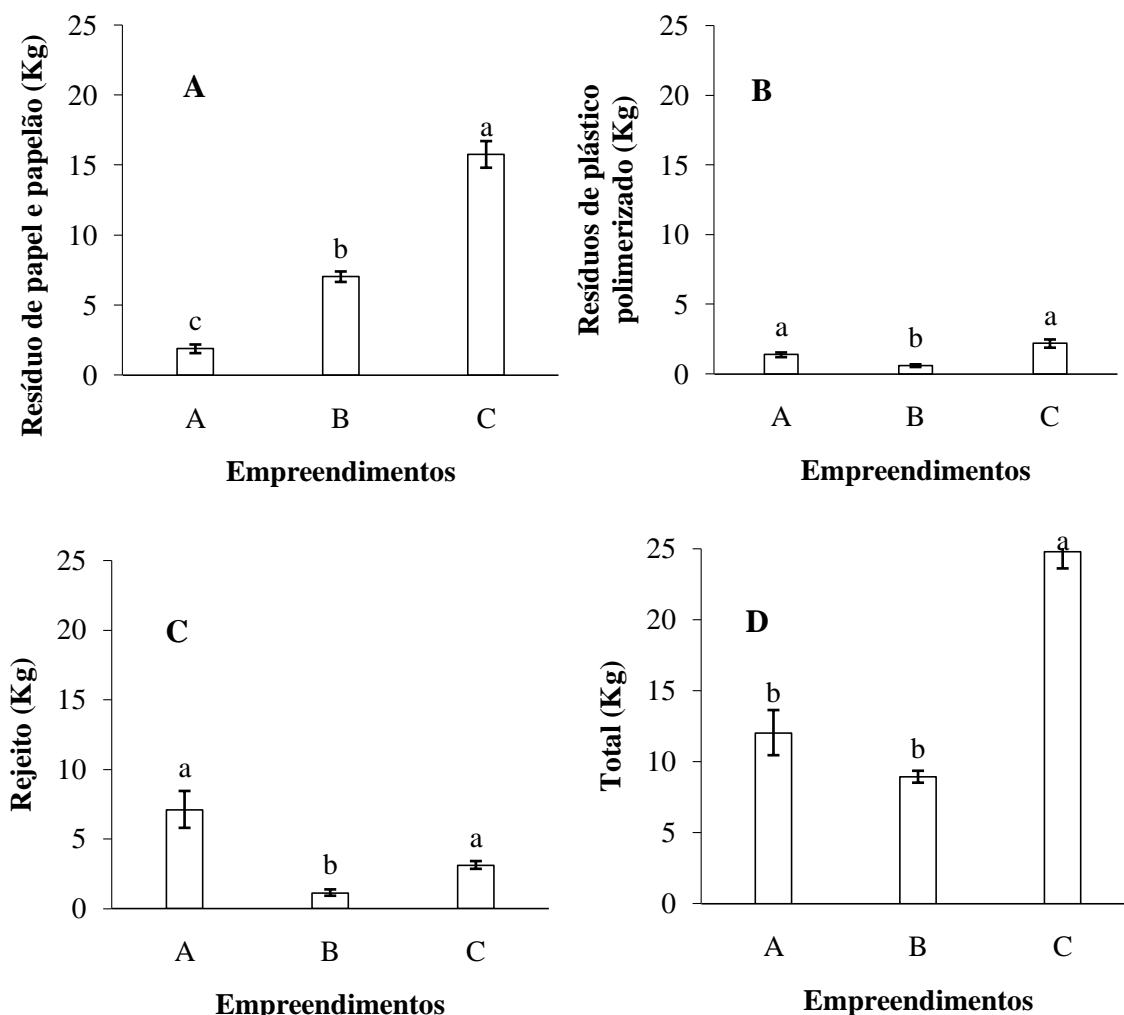 Resíduo de papel e papelão (Kg)
25
20
15
10
5
0
A
c
b
a
A
B
C
Empreendimentos
Resíduos de plástico
polimerizado (Kg)
25
20
15
10
5
0
B
a
b
a
A
B
C
Empreendimentos
Rejeito (Kg)
25
20
15
10
5
0
C
a
b
a
A
B
C
Empreendimentos
Total (Kg)
25
20
15
10
5
0
D
b
b
a
A
B
C
Empreendimentos